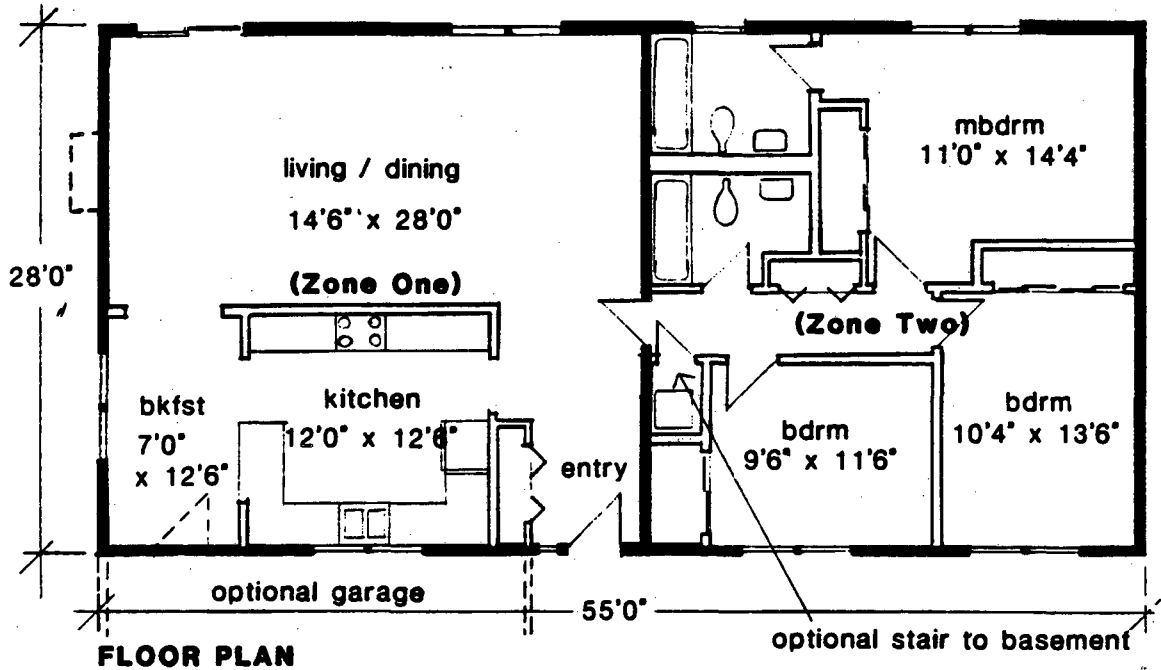 mbdrm
11'0" x 14'4"
living / dining
14'6" x 28'0"
28'0"
(Zone One)
(Zone Two)
bkfst
7'0"
x 12'6"
kitchen
12'0" x 12'6"
entry
bdrm
9'6" x 11'6"
bdrm
10'4" x 13'6"
optional garage
55'0"
optional stair to basement
FLOOR PLAN